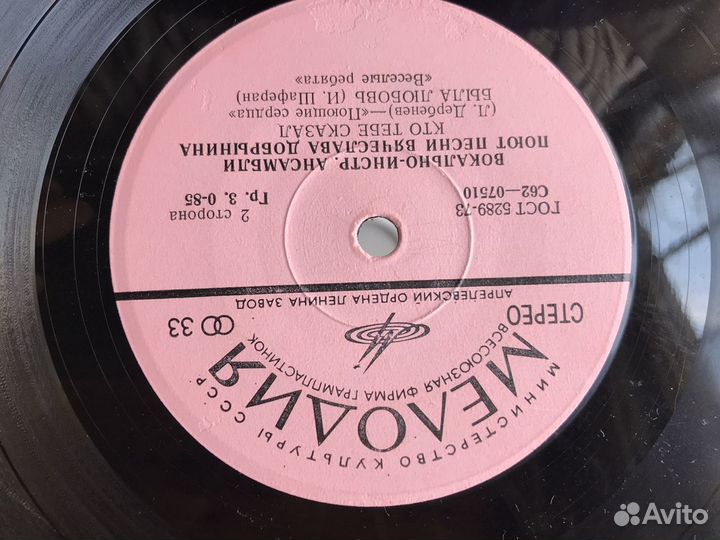 МИНИСТЕРСТВО КУЛЬТУРЫ СССР
МЕЛОДИЯ
ВСЕСОЮЗНАЯ ФИРМА ГРАМПЛАСТИНОК
СТЕРЕО
33
АПРЕЛЕВСКИЙ ОРДЕНА ЛЕНИНА ЗАВОД
ГОСТ 5289-73
С62—07510
2 сторона
Гр. 3. 0-85
ВОКАЛЬНО-ИНСТР. АНСАМБЛИ
ПОЮТ ПЕСНИ ВЯЧЕСЛАВА ДОБРЫНИНА
КТО ТЕБЕ СКАЗАЛ
(Л. Дербенев)—«Поющие сердца»
БЫЛА ЛЮБОВЬ (И. Шаферан)
«Веселые ребята»
Avito